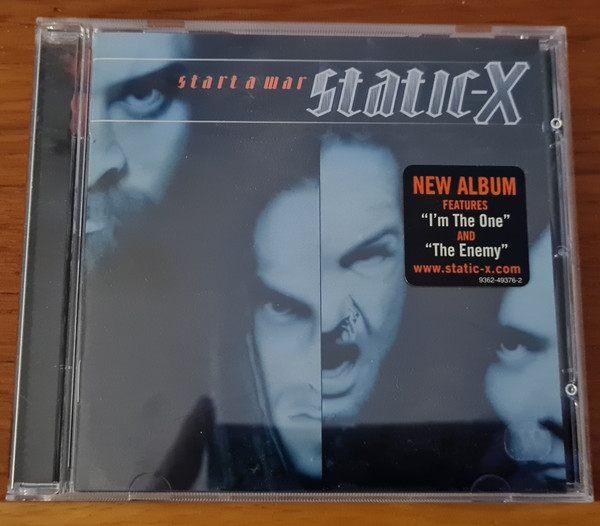 start a war static-X
NEW ALBUM
FEATURES
“I'm The One”
AND
“The Enemy”
www.static-x.com
9362-49376-2